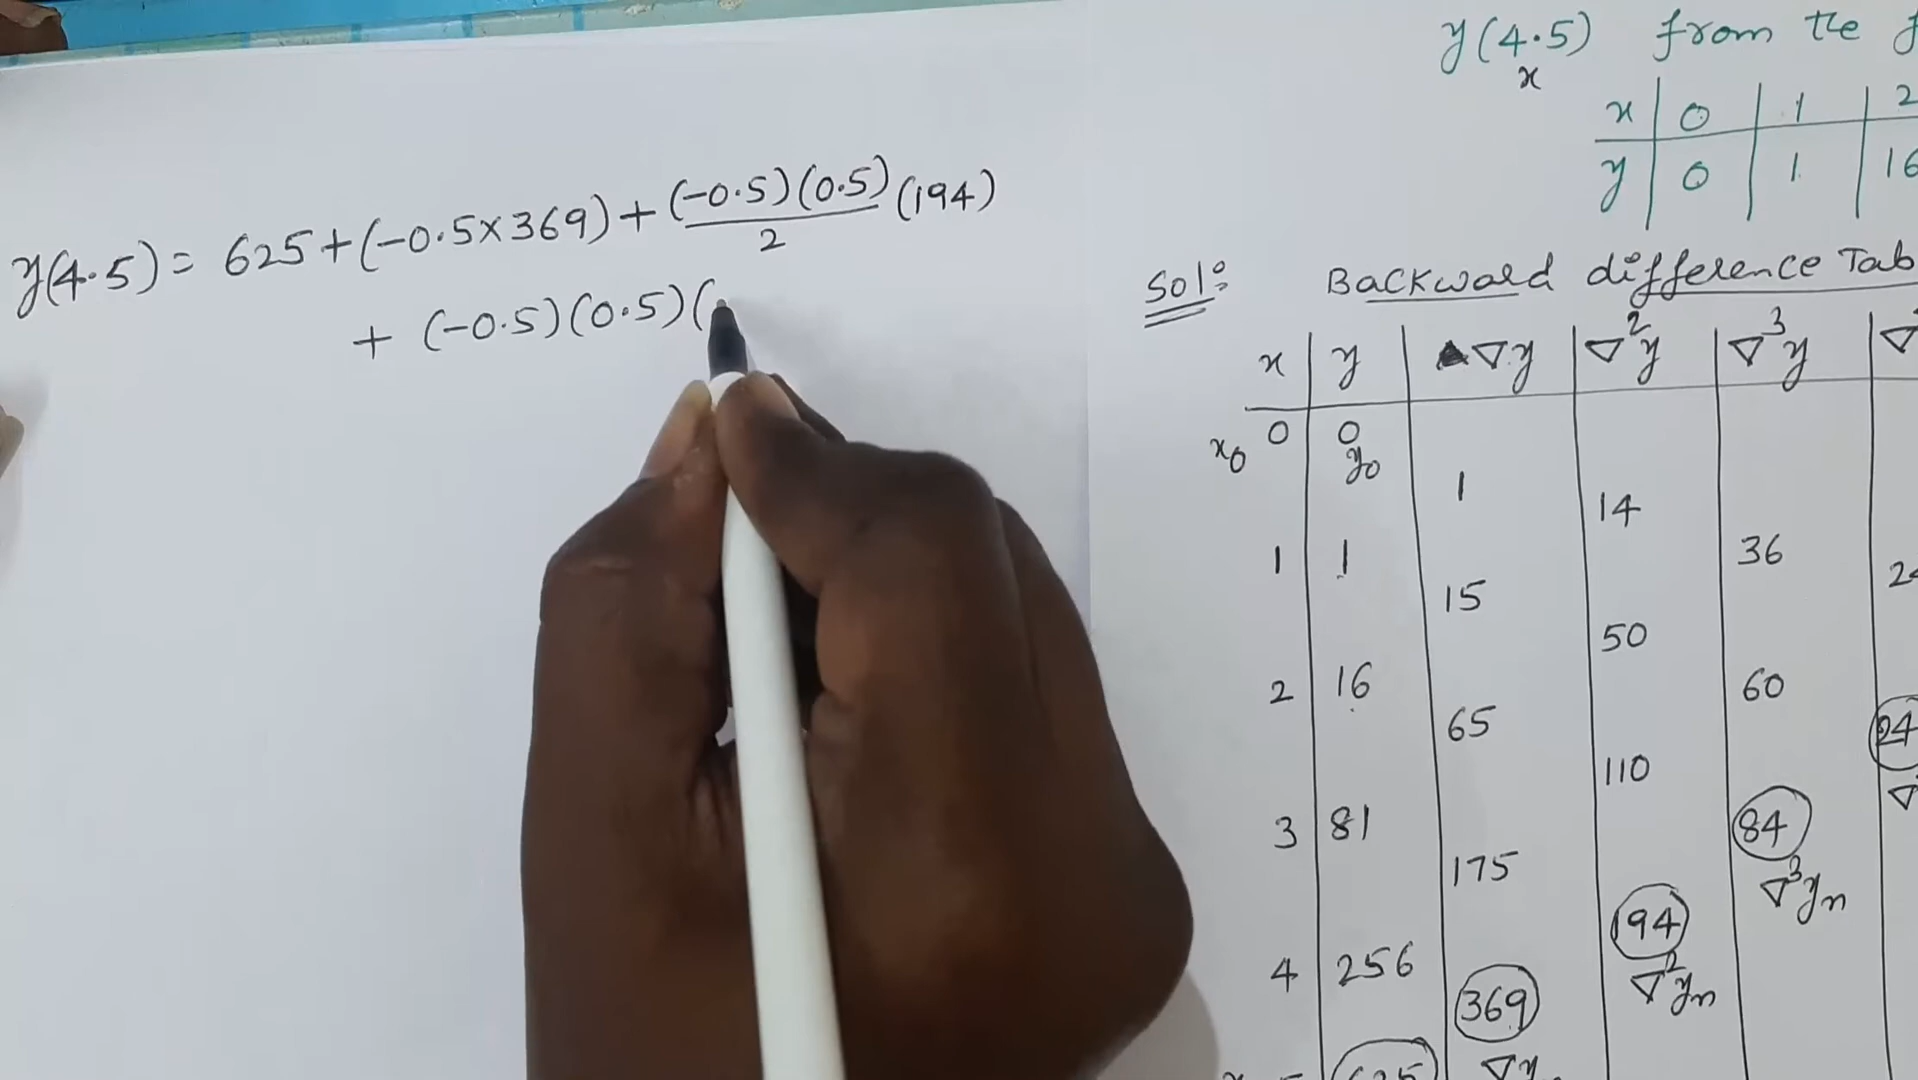 y(4.5) = 625+(-0.5×369)+(-0.5)(0.5)/2 (194)
+ (-0.5)(0.5)(
y(4.5) from the
x
x 0 1 2
y 0 1 16
Sol:
Backward difference Tab
x y ∇y ∇²y ∇³y
x₀ 0 0
y₀
1
14
1 1 36
15
50
2 16 60
65 24
110
3 81 84
175 ∇³yₙ
194
4 256 ∇²yₙ
369
625 ∇y